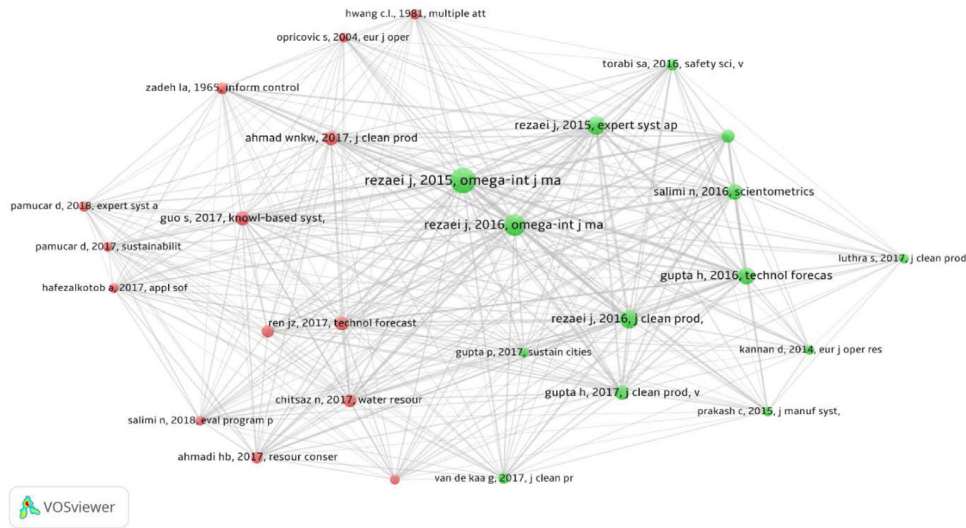 hwang c.l., 1981, multiple att
opricovic s, 2004, eur j oper
torabi sa, 2016, safety sci, v
zadeh la, 1965, inform control
rezaei j, 2015, expert syst ap
ahmad wnkw, 2017, j clean prod
rezaei j, 2015, omega-int j ma
salimi n, 2016, scientometrics
pamucar d, 2018, expert syst a
guo s, 2017, knowl-based syst,
rezaei j, 2016, omega-int j ma
pamucar d, 2017, sustainabilit
luthra s, 2017, j clean prod
gupta h, 2016, technol forecas
hafezalkotob a, 2017, appl sof
rezaei j, 2016, j clean prod,
ren jz, 2017, technol forecast
gupta p, 2017, sustain cities
kannan d, 2014, eur j oper res
gupta h, 2017, j clean prod, v
chitsaz n, 2017, water resour
prakash c, 2015, j manuf syst,
salimi n, 2018, eval program p
ahmadi hb, 2017, resour conser
van de kaa g, 2017, j clean pr
VOSviewer